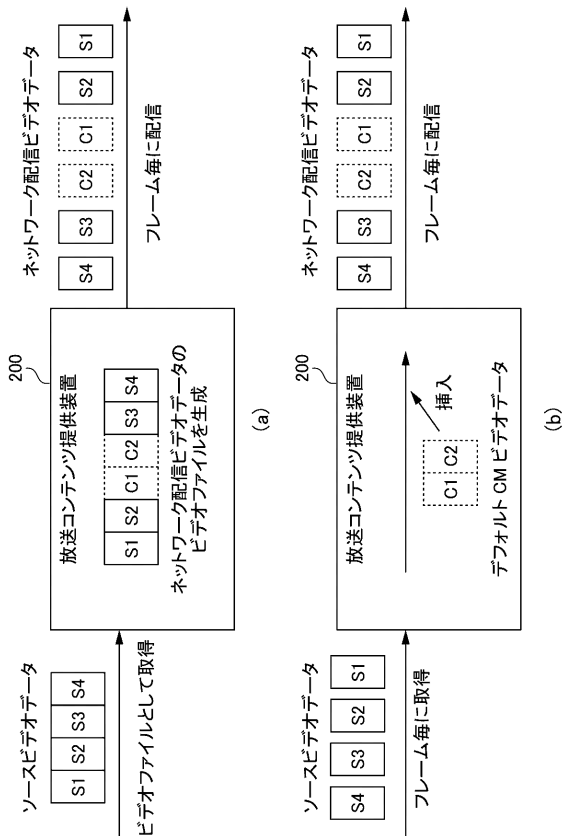 ソースビデオデータ
S1 S2 S3 S4
ビデオファイルとして取得
200
放送コンテンツ提供装置
S1 S2 C1 C2 S3 S4
ネットワーク配信ビデオデータの
ビデオファイルを生成
ネットワーク配信ビデオデータ
S4 S3 C2 C1 S2 S1
フレーム毎に配信
(a)
ソースビデオデータ
S4 S3 S2 S1
フレーム毎に取得
200
放送コンテンツ提供装置
挿入
C1 C2
デフォルト CM ビデオデータ
ネットワーク配信ビデオデータ
S4 S3 C2 C1 S2 S1
フレーム毎に配信
(b)